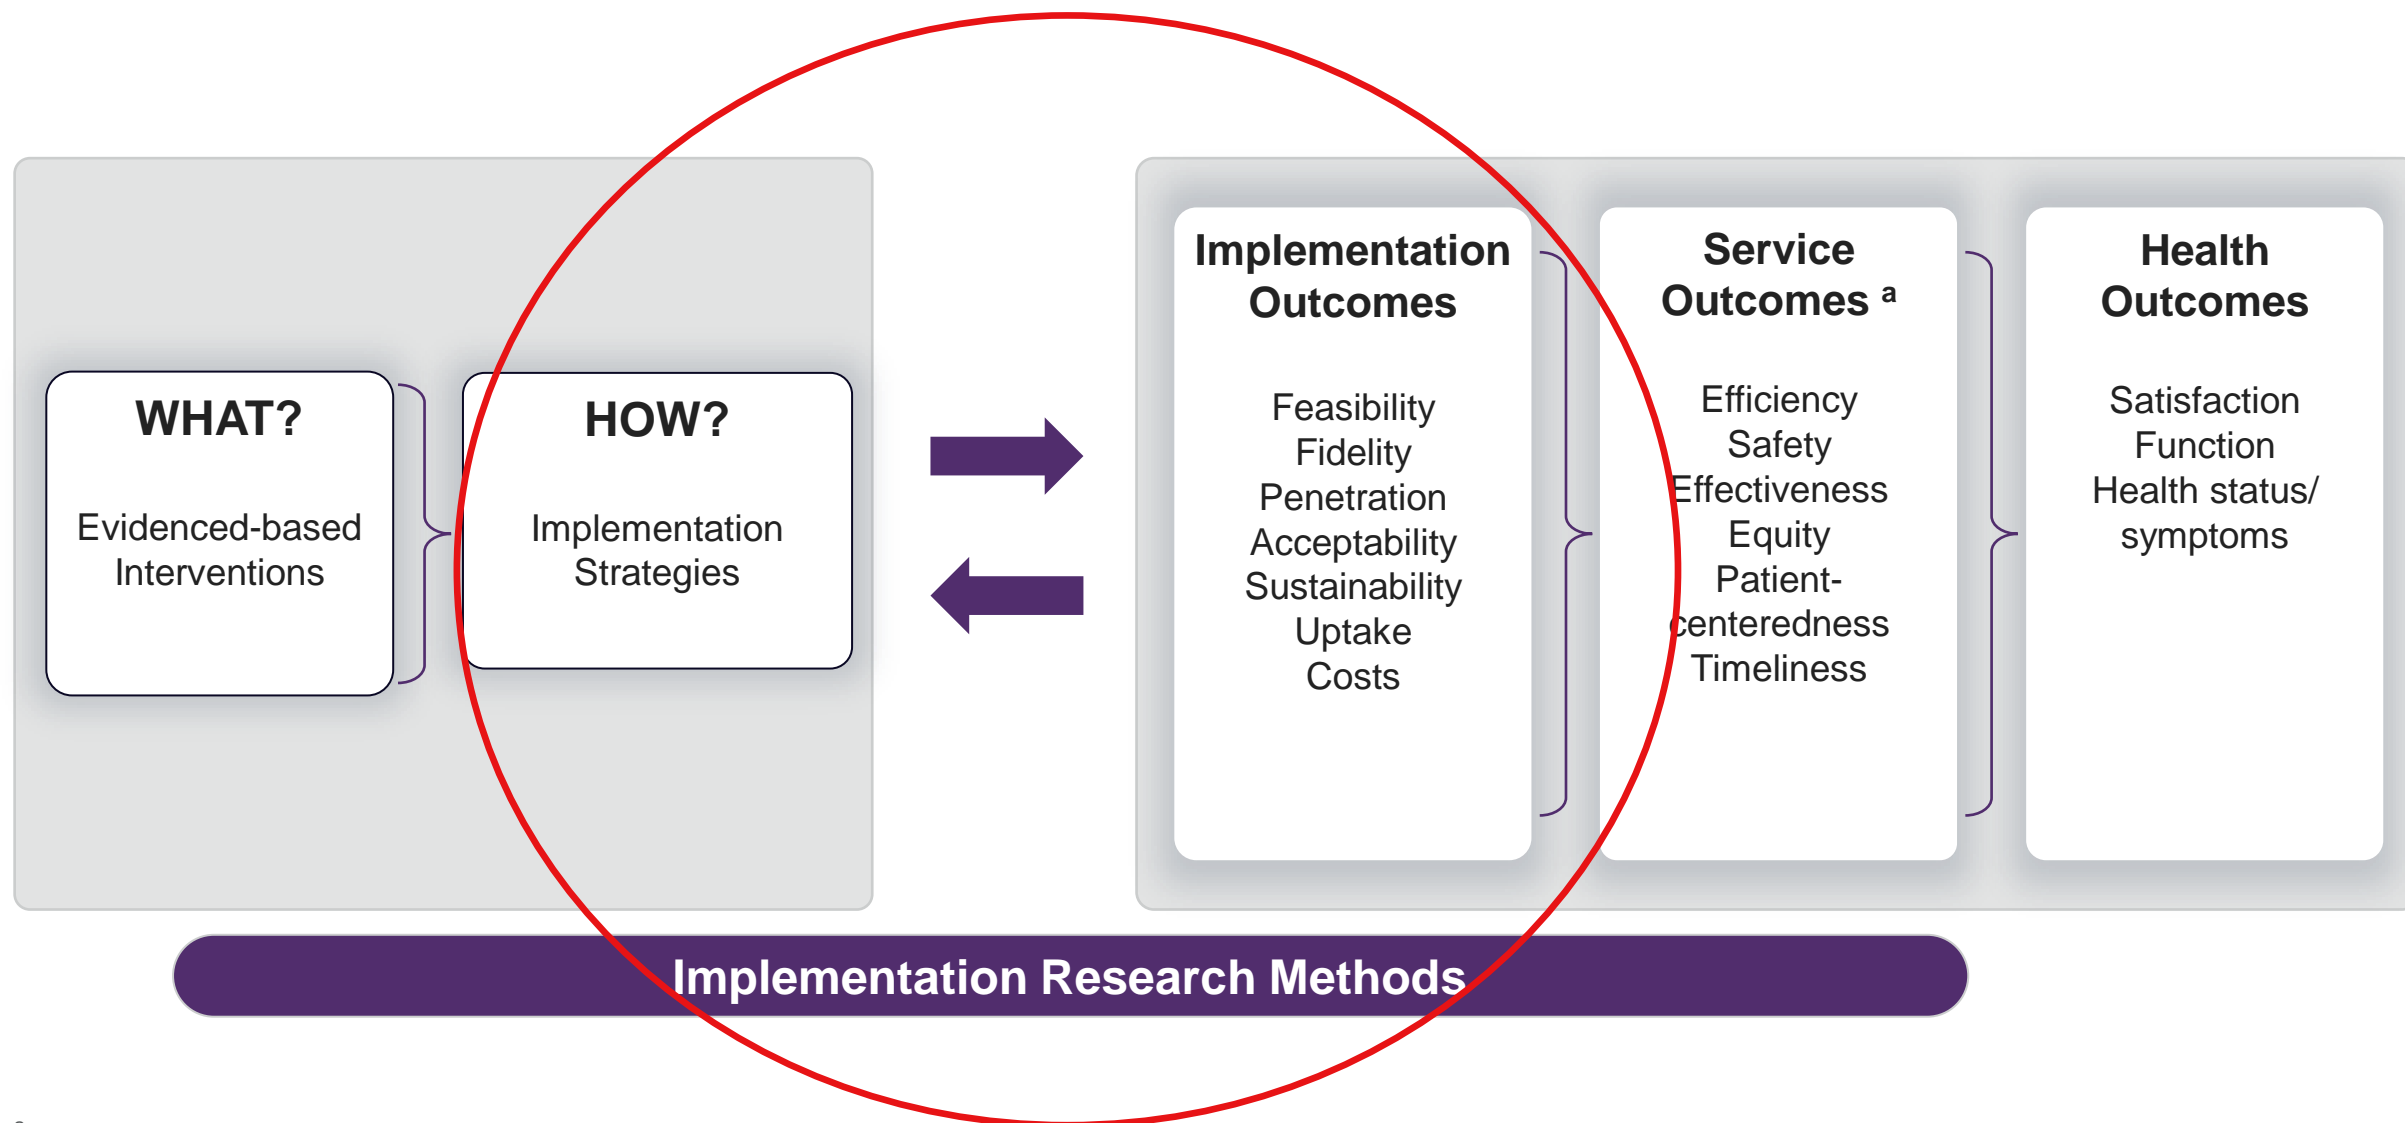 WHAT?
Evidenced-based
Interventions
HOW?
Implementation
Strategies
Implementation
Outcomes
Feasibility
Fidelity
Penetration
Acceptability
Sustainability
Uptake
Costs
Service
Outcomes a
Efficiency
Safety
Effectiveness
Equity
Patient-
centeredness
Timeliness
Health
Outcomes
Satisfaction
Function
Health status/
symptoms
Implementation Research Methods